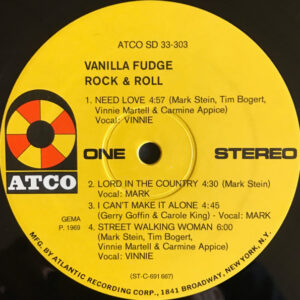 ATCO SD 33-303
VANILLA FUDGE
ROCK & ROLL
1. NEED LOVE 4:57 (Mark Stein, Tim Bogert,
Vinnie Martell & Carmine Appice)
Vocal: VINNIE
ONE
STEREO
ATCO
2. LORD IN THE COUNTRY 4:30 (Mark Stein)
Vocal: MARK
3. I CAN'T MAKE IT ALONE 4:45
(Gerry Goffin & Carole King) - Vocal: MARK
4. STREET WALKING WOMAN 6:00
(Mark Stein, Tim Bogert,
Vinnie Martell & Carmine Appice)
Vocal: VINNIE
GEMA
P. 1969
(ST-C-691 667)
MFG. BY ATLANTIC RECORDING CORP., 1841 BROADWAY, NEW YORK, N.Y.